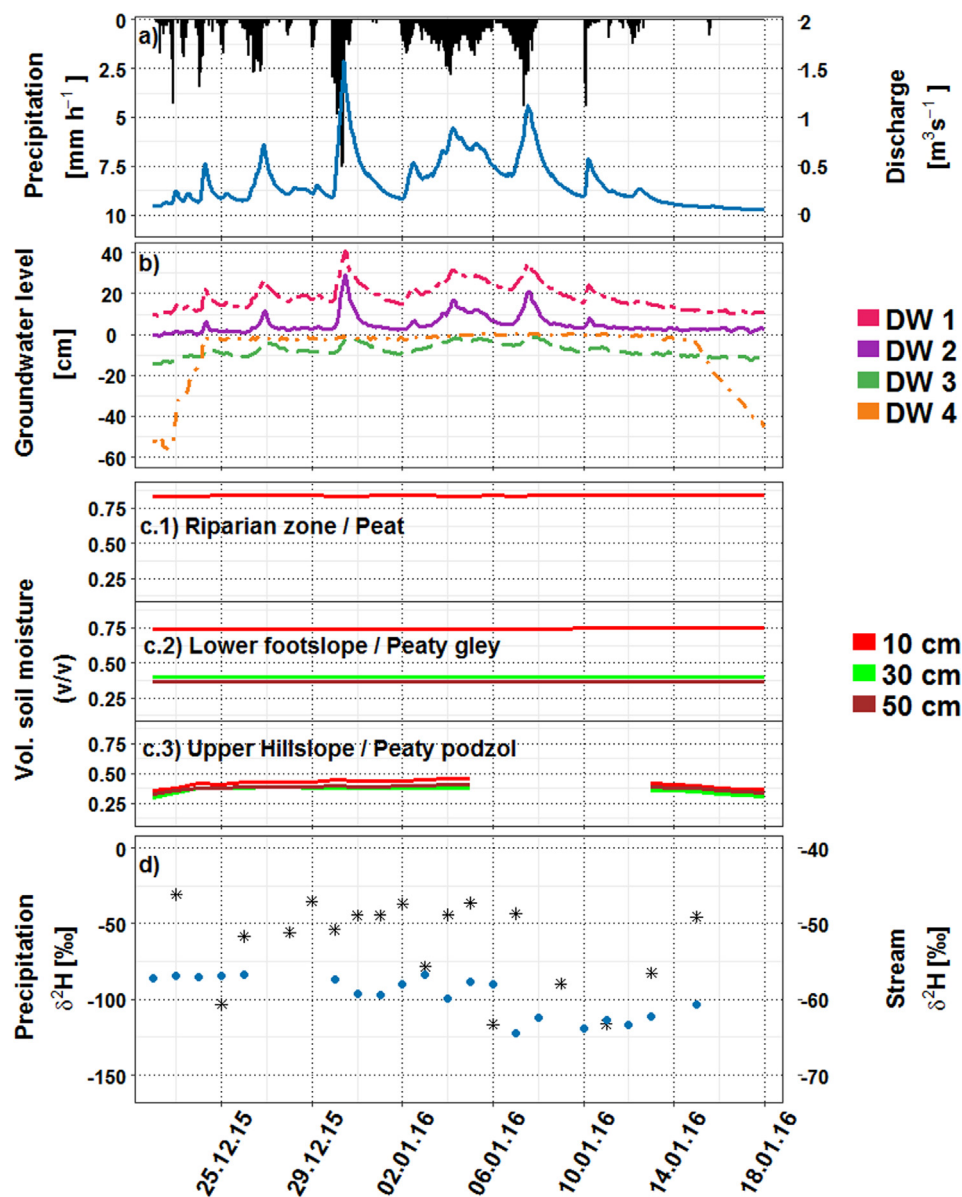 a)
Precipitation
[mm h⁻¹]
0
2.5
5
7.5
10
2
1.5
1
0.5
0
Discharge
[m³s⁻¹]
b)
Groundwater level
[cm]
40
20
0
-20
-40
-60
DW 1
DW 2
DW 3
DW 4
Vol. soil moisture
(v/v)
0.75
0.50
0.25
c.1) Riparian zone / Peat
0.75
0.50
0.25
c.2) Lower footslope / Peaty gley
0.75
0.50
0.25
c.3) Upper Hillslope / Peaty podzol
10 cm
30 cm
50 cm
d)
Precipitation
δ²H [‰]
0
-50
-100
-150
-40
-50
-60
-70
Stream
δ²H [‰]
25.12.15
29.12.15
02.01.16
06.01.16
10.01.16
14.01.16
18.01.16